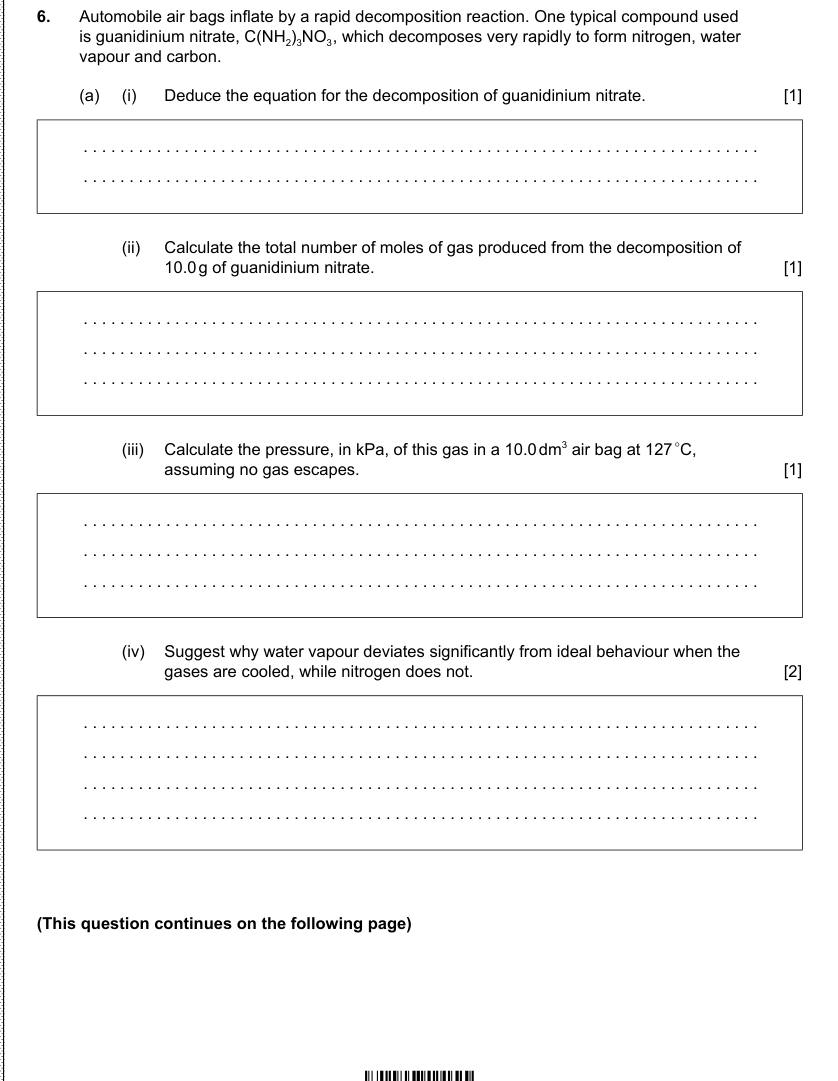 6. Automobile air bags inflate by a rapid decomposition reaction. One typical compound used
is guanidinium nitrate, C(NH₂)₃NO₃, which decomposes very rapidly to form nitrogen, water
vapour and carbon.
(a) (i) Deduce the equation for the decomposition of guanidinium nitrate. [1]
(ii) Calculate the total number of moles of gas produced from the decomposition of
10.0 g of guanidinium nitrate. [1]
(iii) Calculate the pressure, in kPa, of this gas in a 10.0 dm³ air bag at 127 °C,
assuming no gas escapes. [1]
(iv) Suggest why water vapour deviates significantly from ideal behaviour when the
gases are cooled, while nitrogen does not. [2]
(This question continues on the following page)